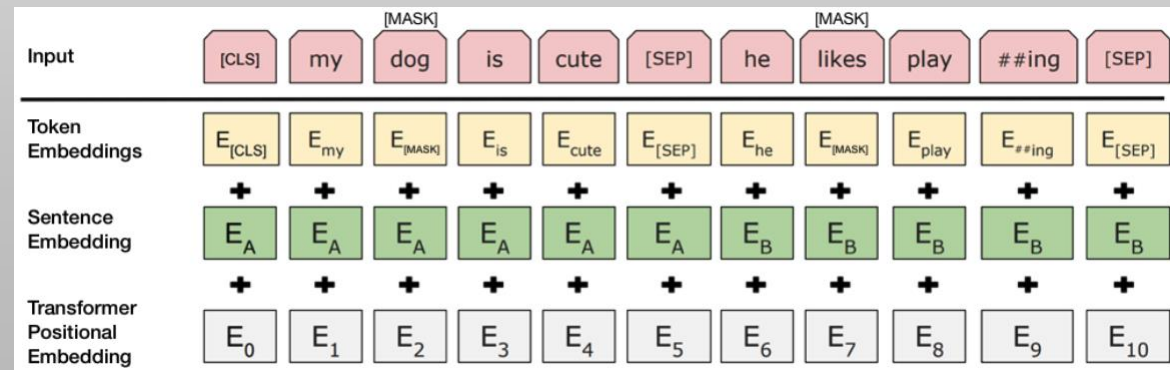 [MASK] [MASK]
Input [CLS] my dog is cute [SEP] he likes play ##ing [SEP]
Token
Embeddings
E[CLS] Emy E[MASK] Eis Ecute E[SEP] Ehe E[MASK] Eplay E##ing E[SEP]
Sentence
Embedding
EA EA EA EA EA EA EB EB EB EB EB
Transformer
Positional
Embedding
E0 E1 E2 E3 E4 E5 E6 E7 E8 E9 E10